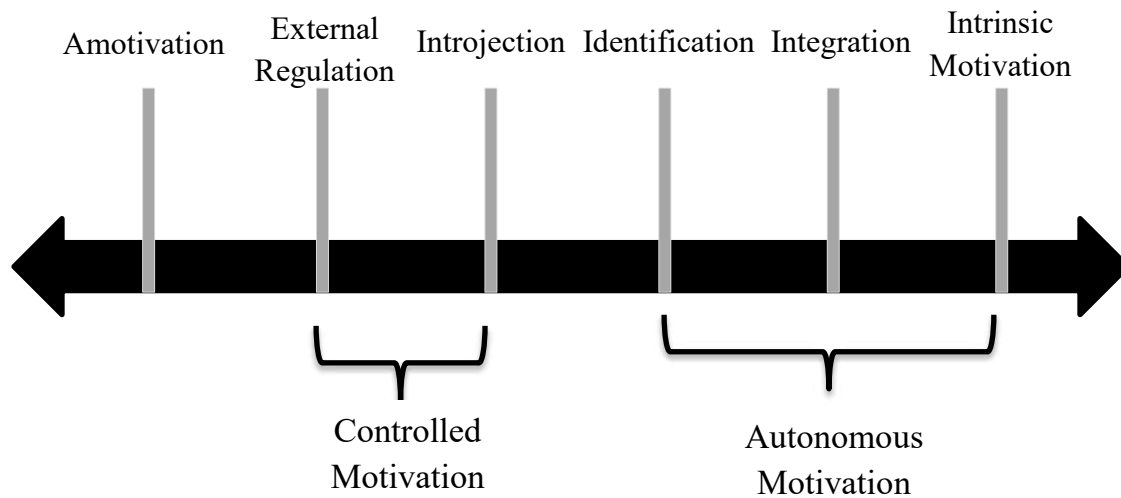 Amotivation
External
Regulation
Introjection
Identification
Integration
Intrinsic
Motivation
Controlled
Motivation
Autonomous
Motivation